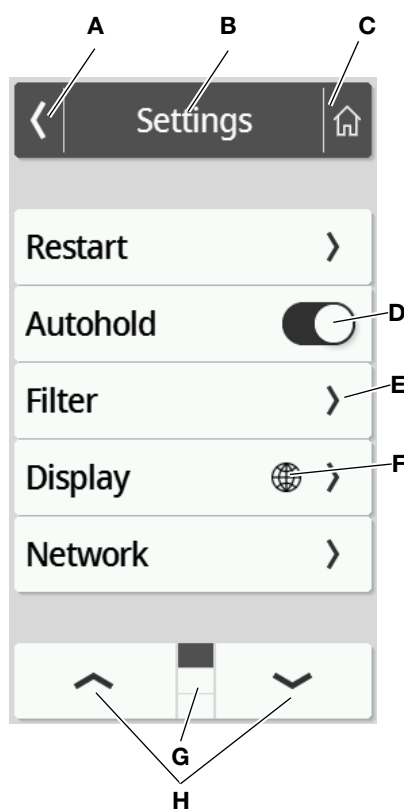 A B C
Settings
Restart
Autohold
D
Filter
E
Display
F
Network
G
H